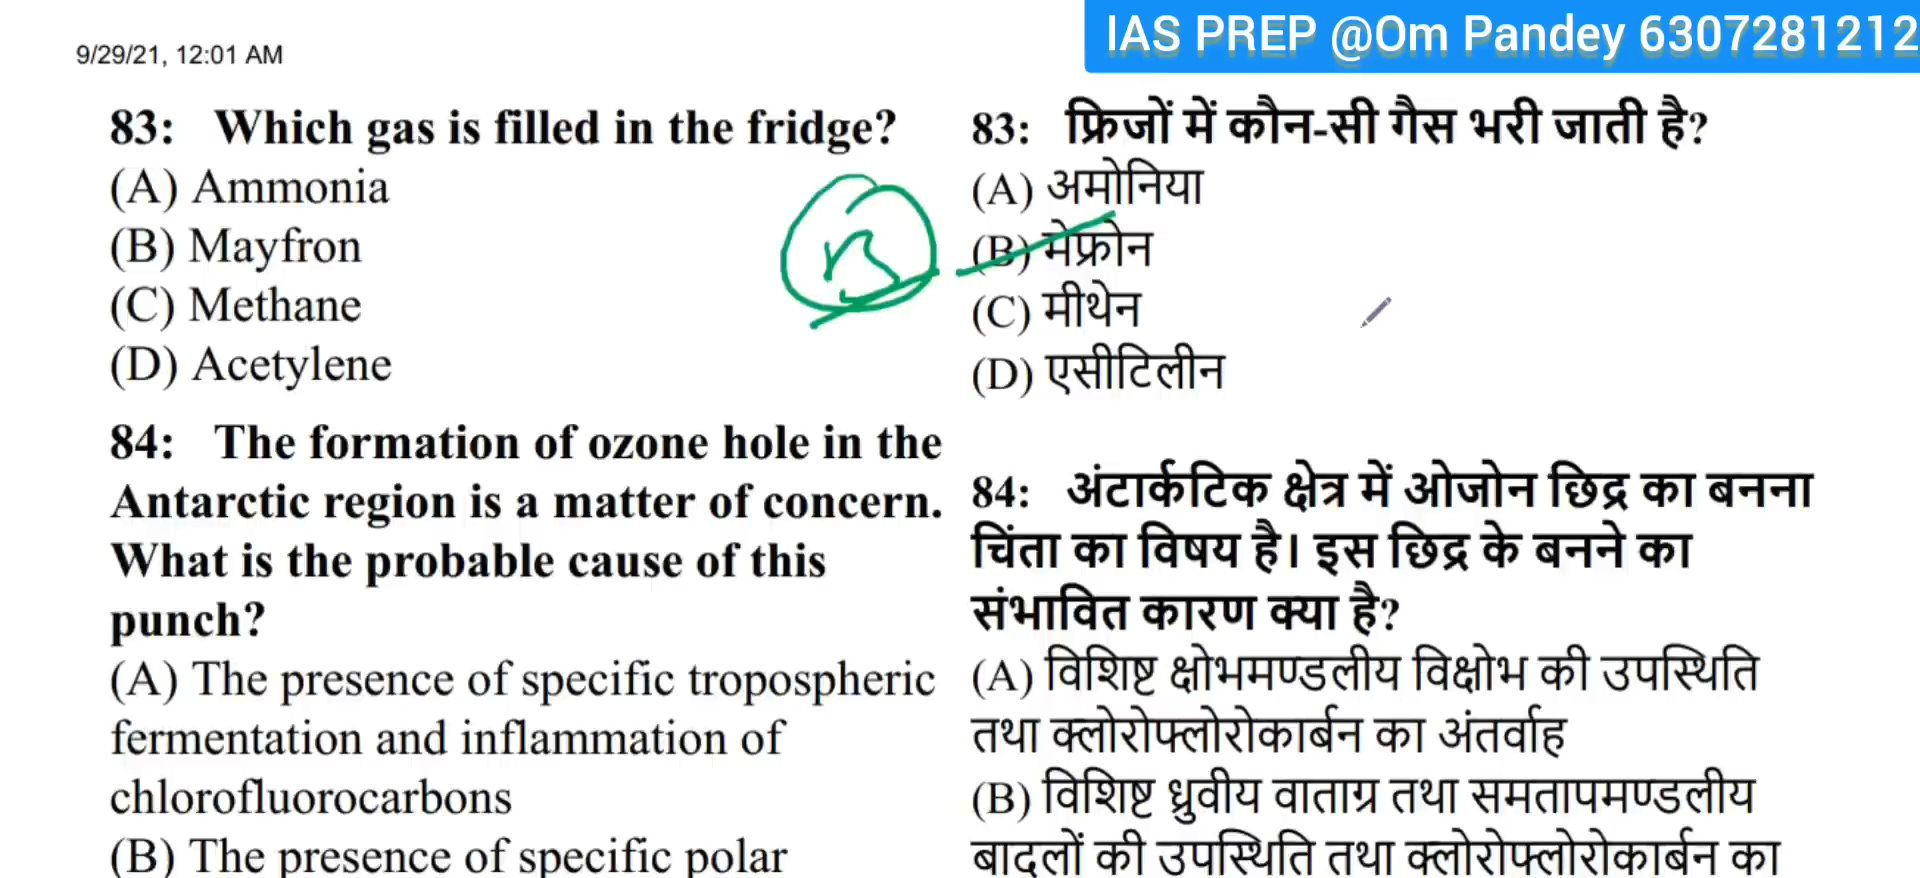 IAS PREP @Om Pandey 6307281212
9/29/21, 12:01 AM
83: Which gas is filled in the fridge?
(A) Ammonia
(B) Mayfron
(C) Methane
(D) Acetylene
84: The formation of ozone hole in the
Antarctic region is a matter of concern.
What is the probable cause of this
punch?
(A) The presence of specific tropospheric
fermentation and inflammation of
chlorofluorocarbons
(B) The presence of specific polar
B
83: फ्रिजों में कौन-सी गैस भरी जाती है?
(A) अमोनिया
(B) मेफ्रोन
(C) मीथेन
(D) एसीटिलीन
84: अंटार्कटिक क्षेत्र में ओजोन छिद्र का बनना
चिंता का विषय है। इस छिद्र के बनने का
संभावित कारण क्या है?
(A) विशिष्ट क्षोभमण्डलीय विक्षोभ की उपस्थिति
तथा क्लोरोफ्लोरोकार्बन का अंतर्वाह
(B) विशिष्ट ध्रुवीय वाताग्र तथा समतापमण्डलीय
बादलों की उपस्थिति तथा क्लोरोफ्लोरोकार्बन का